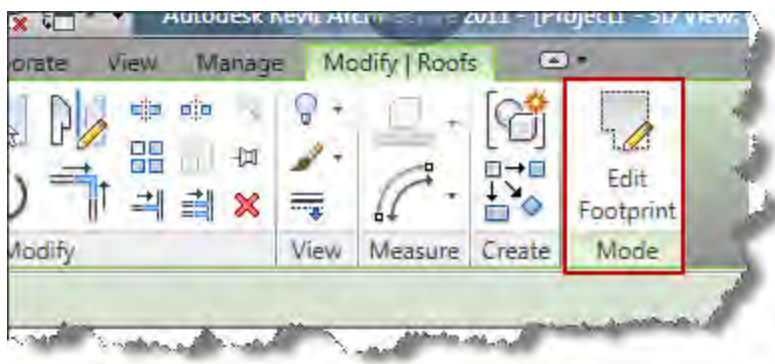 Autodesk Revit Architecture 2011 - [Project1 - 3D View:
orate View Manage Modify | Roofs
Edit
Footprint
Modify View Measure Create Mode